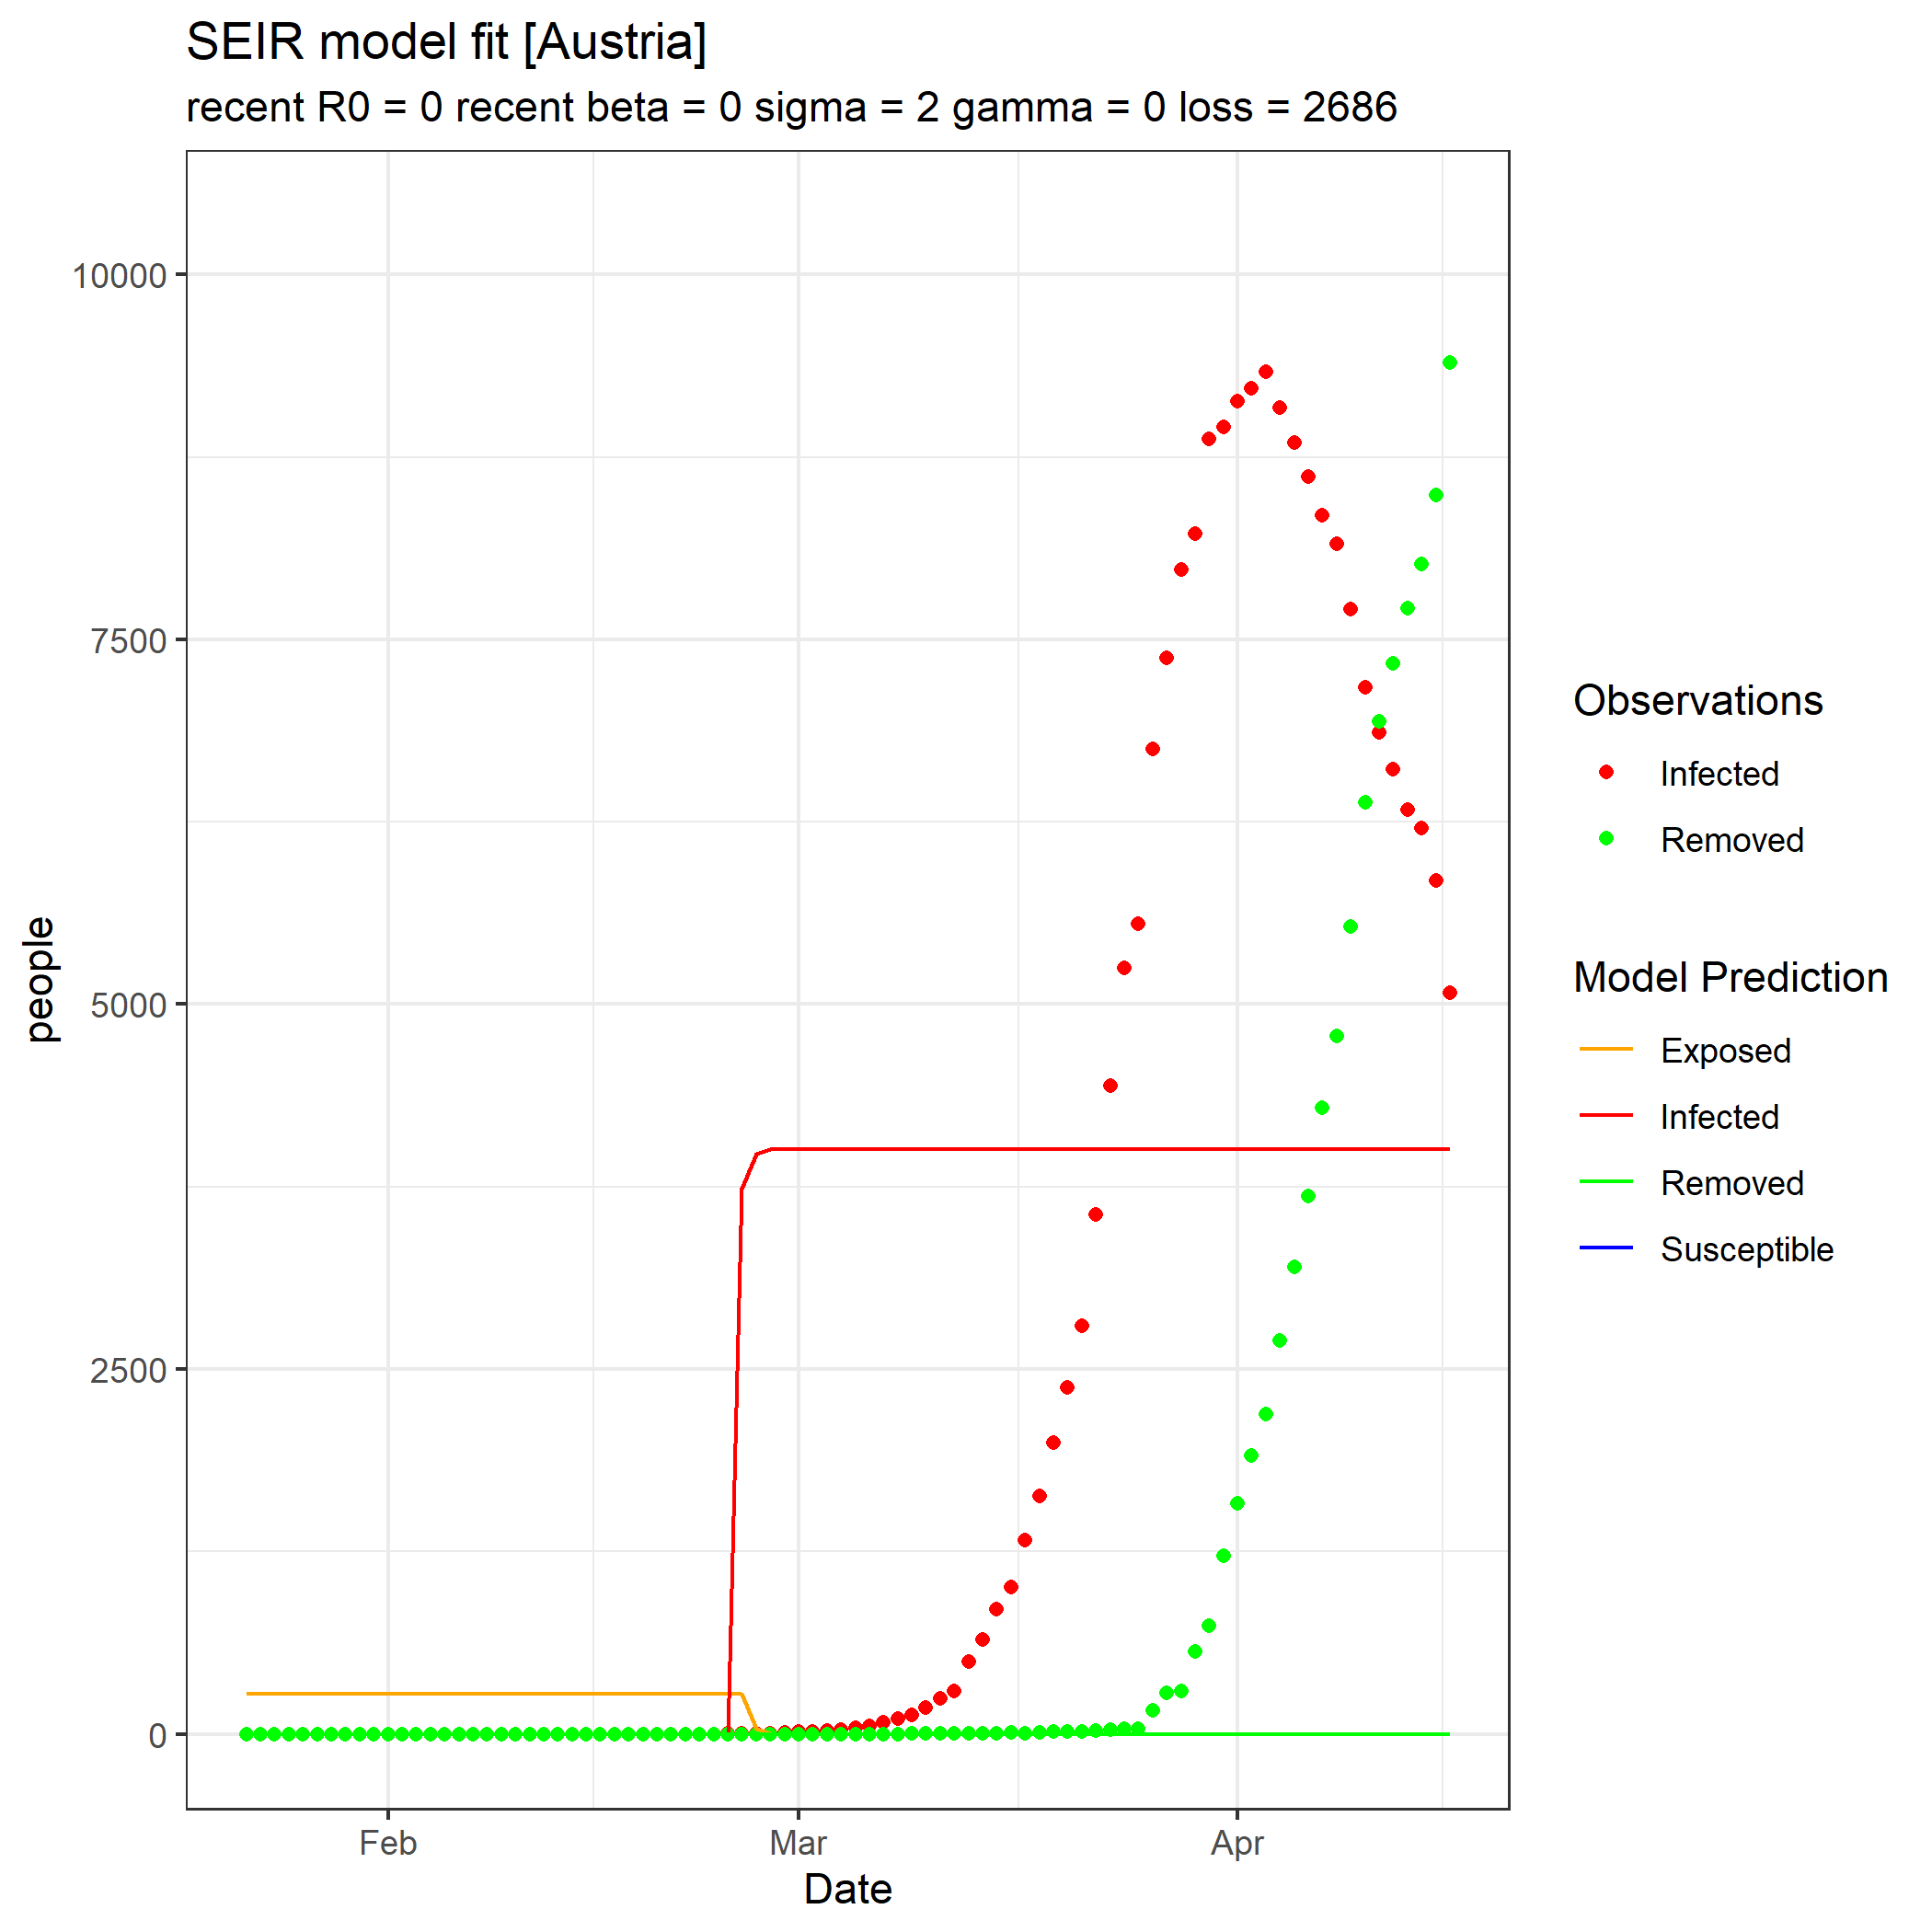 SEIR model fit [Austria]
recent R0 = 0 recent beta = 0 sigma = 2 gamma = 0 loss = 2686
10000
7500
5000
2500
0
people
Feb
Mar
Apr
Date
Observations
Infected
Removed
Model Prediction
Exposed
Infected
Removed
Susceptible